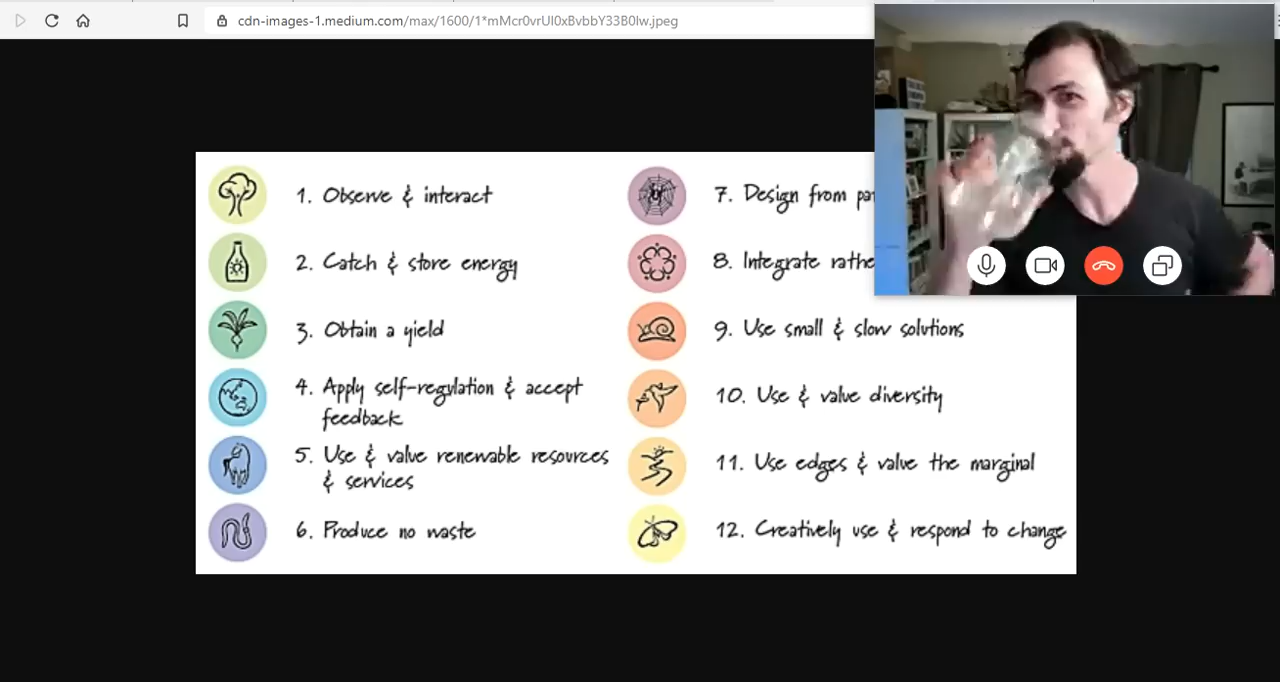 cdn-images-1.medium.com/max/1600/1*mMcr0vrUI0xBvbbY33B0lw.jpeg
1. Observe & interact
2. Catch & store energy
3. Obtain a yield
4. Apply self-regulation & accept
feedback
5. Use & value renewable resources
& services
6. Produce no waste
7. Design from
8. Integrate
9. Use small & slow solutions
10. Use & value diversity
11. Use edges & value the marginal
12. Creatively use & respond to change